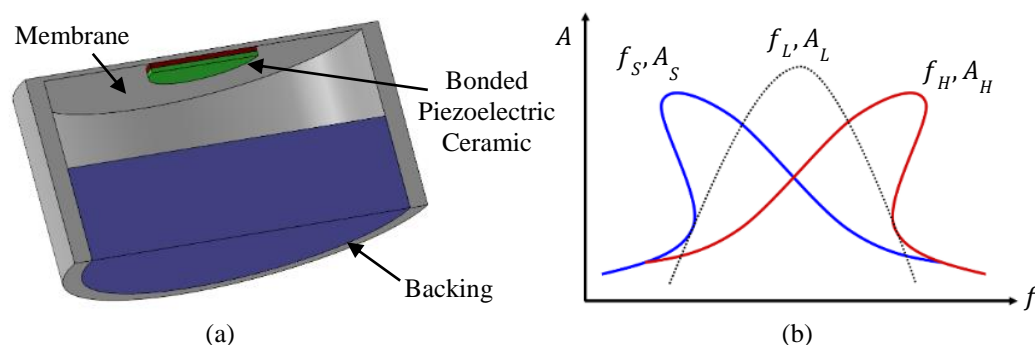 Membrane
Bonded
Piezoelectric
Ceramic
Backing
(a)
A
f_S, A_S
f_L, A_L
f_H, A_H
f
(b)